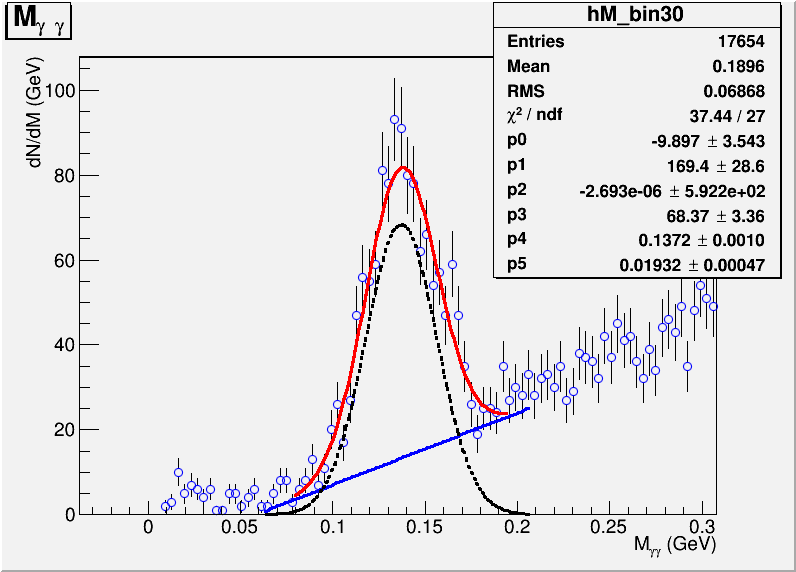 Mγ γ
hM_bin30
Entries 17654
Mean 0.1896
RMS 0.06868
χ² / ndf 37.44 / 27
p0 -9.897 ± 3.543
p1 169.4 ± 28.6
p2 -2.693e-06 ± 5.922e+02
p3 68.37 ± 3.36
p4 0.1372 ± 0.0010
p5 0.01932 ± 0.00047
dN/dM (GeV)
100
80
60
40
20
0
0 0.05 0.1 0.15 0.2 0.25 0.3
Mγγ (GeV)